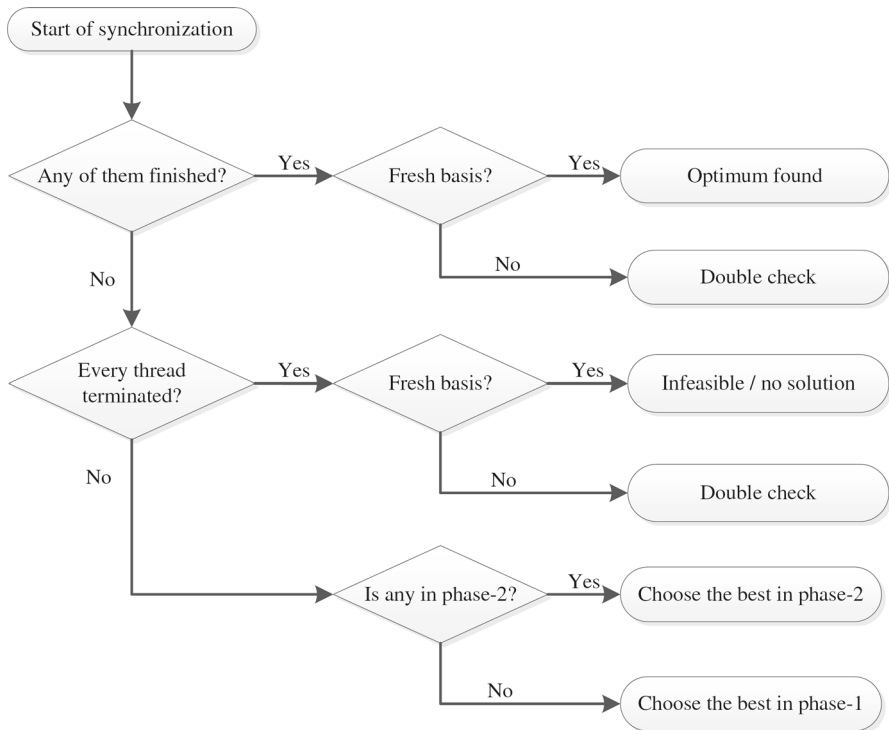 Start of synchronization
Any of them finished?
Yes
Fresh basis?
Yes
Optimum found
No
Double check
No
Every thread
terminated?
Yes
Fresh basis?
Yes
Infeasible / no solution
No
Double check
No
Is any in phase-2?
Yes
Choose the best in phase-2
No
Choose the best in phase-1